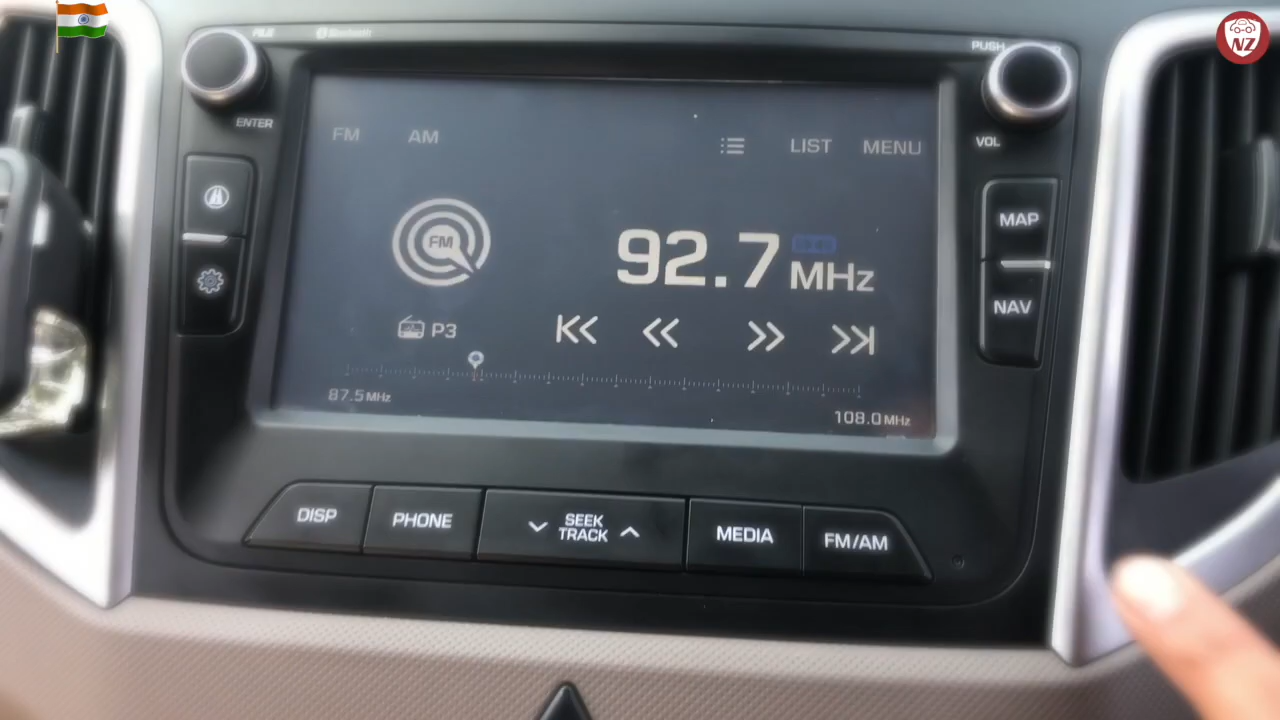 Bluetooth
PUSH
ENTER
VOL
FM AM LIST MENU
FM
92.7 MHz
P3
87.5 MHz
108.0 MHz
MAP
NAV
DISP
PHONE
SEEK
TRACK
MEDIA
FM/AM
NZ